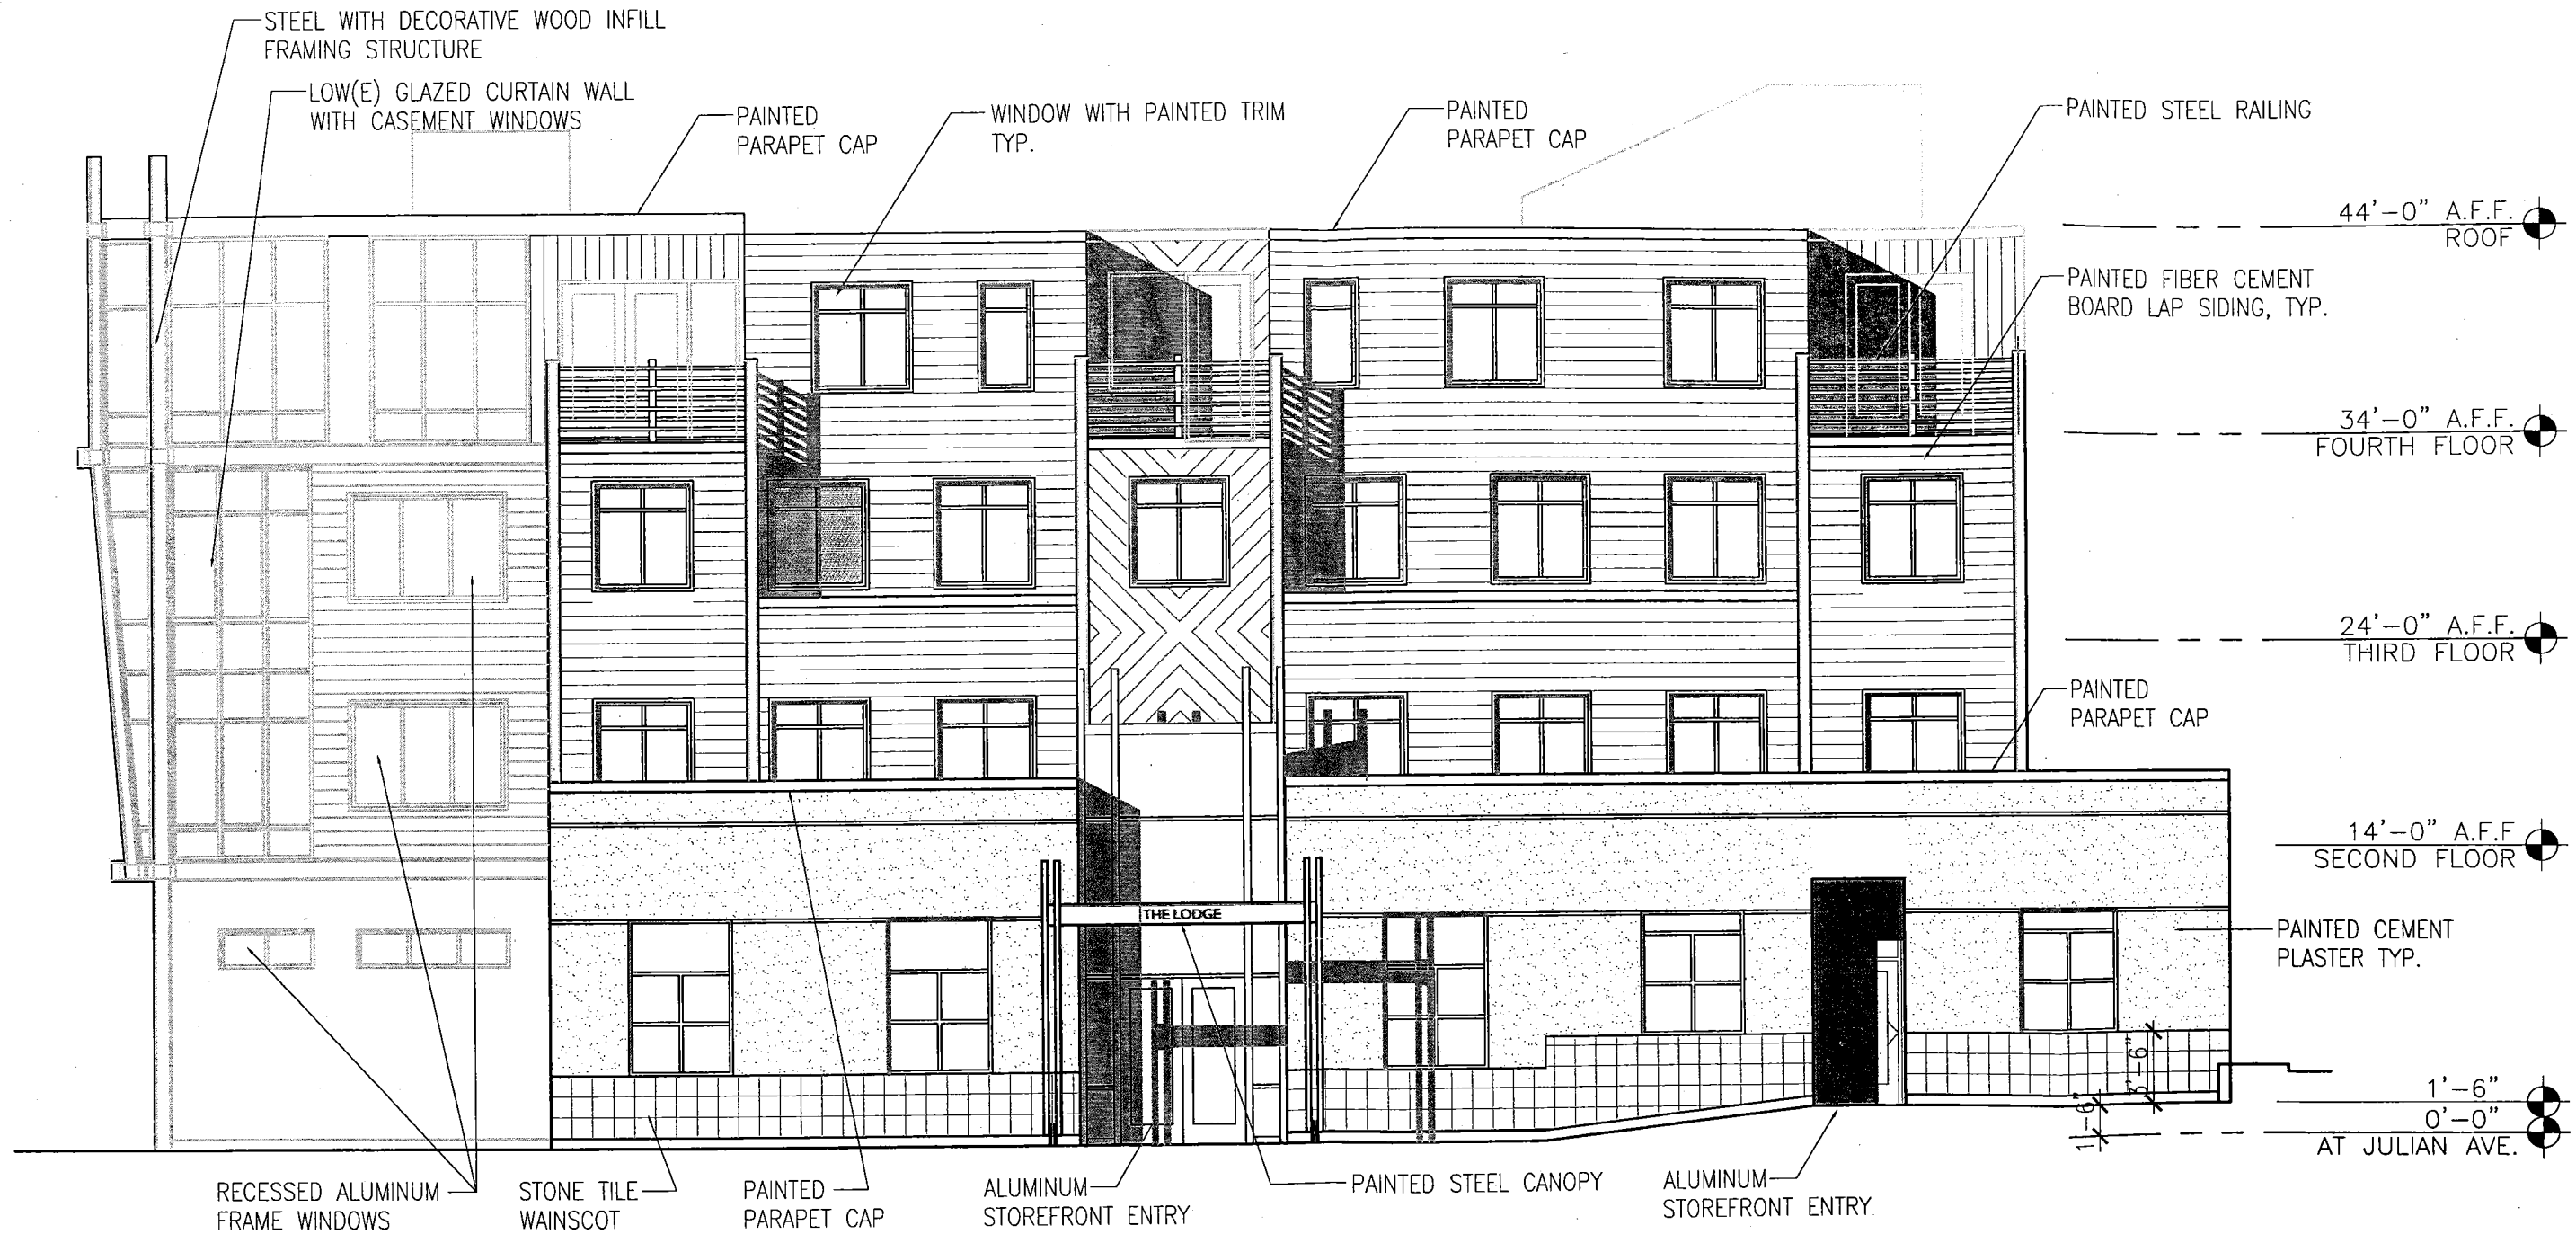 STEEL WITH DECORATIVE WOOD INFILL
FRAMING STRUCTURE
LOW(E) GLAZED CURTAIN WALL
WITH CASEMENT WINDOWS
PAINTED
PARAPET CAP
WINDOW WITH PAINTED TRIM
TYP.
PAINTED
PARAPET CAP
PAINTED STEEL RAILING
44'-0" A.F.F.
ROOF
PAINTED FIBER CEMENT
BOARD LAP SIDING, TYP.
34'-0" A.F.F.
FOURTH FLOOR
24'-0" A.F.F.
THIRD FLOOR
PAINTED
PARAPET CAP
14'-0" A.F.F
SECOND FLOOR
THE LODGE
PAINTED CEMENT
PLASTER TYP.
3'-6"
1'-6"
1'-6"
0'-0"
AT JULIAN AVE.
RECESSED ALUMINUM
FRAME WINDOWS
STONE TILE
WAINSCOT
PAINTED
PARAPET CAP
ALUMINUM
STOREFRONT ENTRY
PAINTED STEEL CANOPY
ALUMINUM
STOREFRONT ENTRY